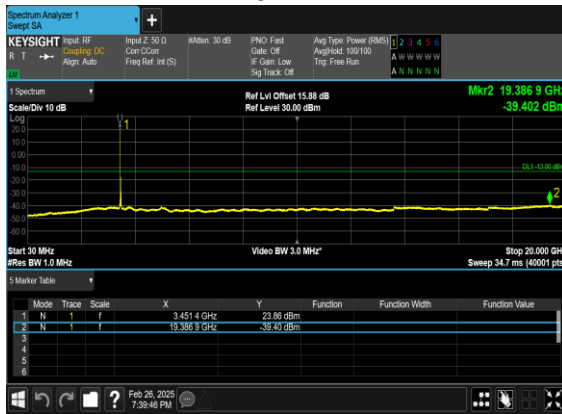 Spectrum Analyzer 1
Swept SA
KEYSIGHT
R T
Input: RF
Coupling: DC
Align: Auto
Input Z: 50 Ω
Corr CCorr
Freq Ref: Int (S)
#Atten: 30 dB
PNO: Fast
Gate: Off
IF Gain: Low
Sig Track: Off
Avg Type: Power (RMS)
Avg|Hold: 100/100
Trig: Free Run
1 2 3 4 5 6
A W W W W W
A N N N N N
1 Spectrum
Scale/Div 10 dB
Ref Lvl Offset 15.88 dB
Ref Level 30.00 dBm
Mkr2 19.386 9 GHz
-39.402 dBm
Log
20.0
10.0
0.00
-10.0
-20.0
-30.0
-40.0
-50.0
-60.0
1
DL1 -13.00 dBm
2
Start 30 MHz
#Res BW 1.0 MHz
Video BW 3.0 MHz*
Stop 20.000 GHz
Sweep 34.7 ms (40001 pts)
5 Marker Table
Mode Trace Scale X Y Function Function Width Function Value
1 N 1 f 3.451 4 GHz 23.86 dBm
2 N 1 f 19.386 9 GHz -39.40 dBm
3
4
5
6
?
Feb 26, 2025
7:39:46 PM